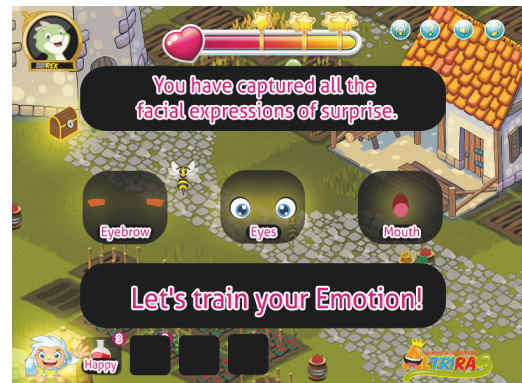 REX
You have captured all the
facial expressions of surprise.
Eyebrow
Eyes
Mouth
Let's train your Emotion!
3
Happy
ALTRIRAS